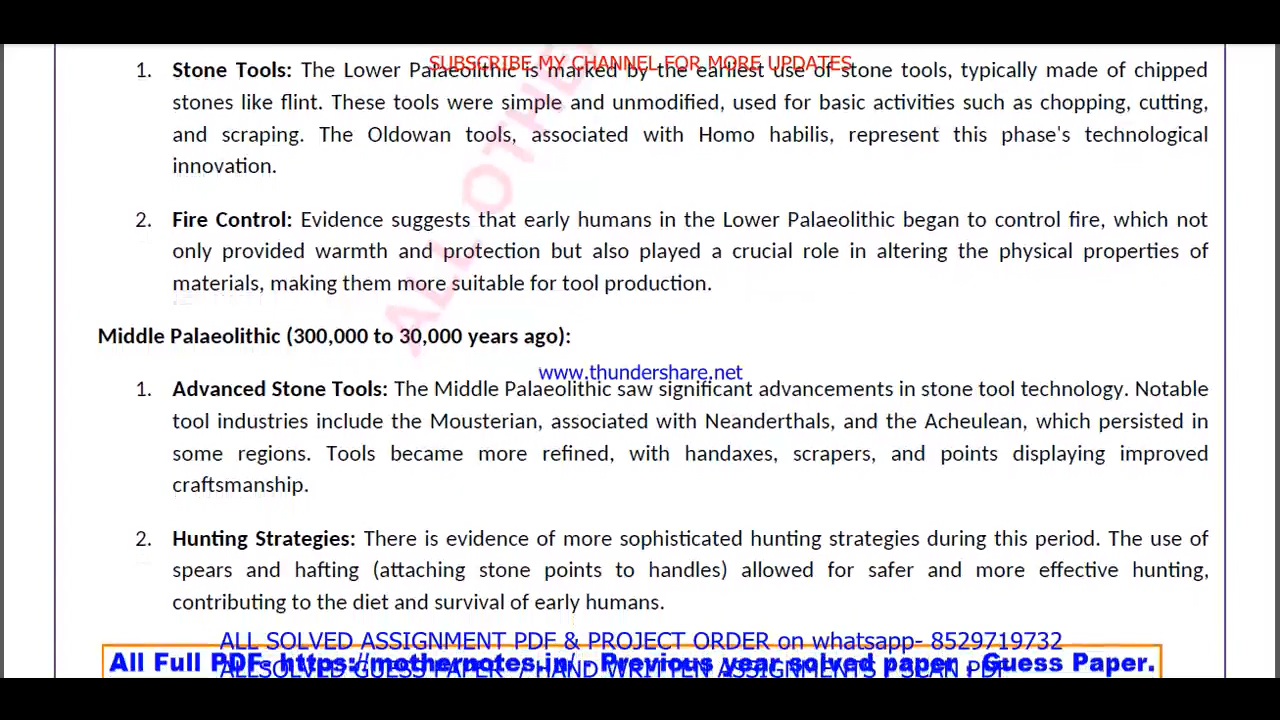 SUBSCRIBE MY CHANNEL FOR MORE UPDATES
1. Stone Tools: The Lower Palaeolithic is marked by the earliest use of stone tools, typically made of chipped
stones like flint. These tools were simple and unmodified, used for basic activities such as chopping, cutting,
and scraping. The Oldowan tools, associated with Homo habilis, represent this phase's technological
innovation.
2. Fire Control: Evidence suggests that early humans in the Lower Palaeolithic began to control fire, which not
only provided warmth and protection but also played a crucial role in altering the physical properties of
materials, making them more suitable for tool production.
ALL OTHE
Middle Palaeolithic (300,000 to 30,000 years ago):
www.thundershare.net
1. Advanced Stone Tools: The Middle Palaeolithic saw significant advancements in stone tool technology. Notable
tool industries include the Mousterian, associated with Neanderthals, and the Acheulean, which persisted in
some regions. Tools became more refined, with handaxes, scrapers, and points displaying improved
craftsmanship.
2. Hunting Strategies: There is evidence of more sophisticated hunting strategies during this period. The use of
spears and hafting (attaching stone points to handles) allowed for safer and more effective hunting,
contributing to the diet and survival of early humans.
ALL SOLVED ASSIGNMENT PDF & PROJECT ORDER on whatsapp- 8529719732
All Full PDF- https://mothernotes.in/ - Previous year solved paper , Guess Paper.
ALLSOLVED GUESS PAPER / HAND WRITTEN ASSIGNMENTS SCAN PDF